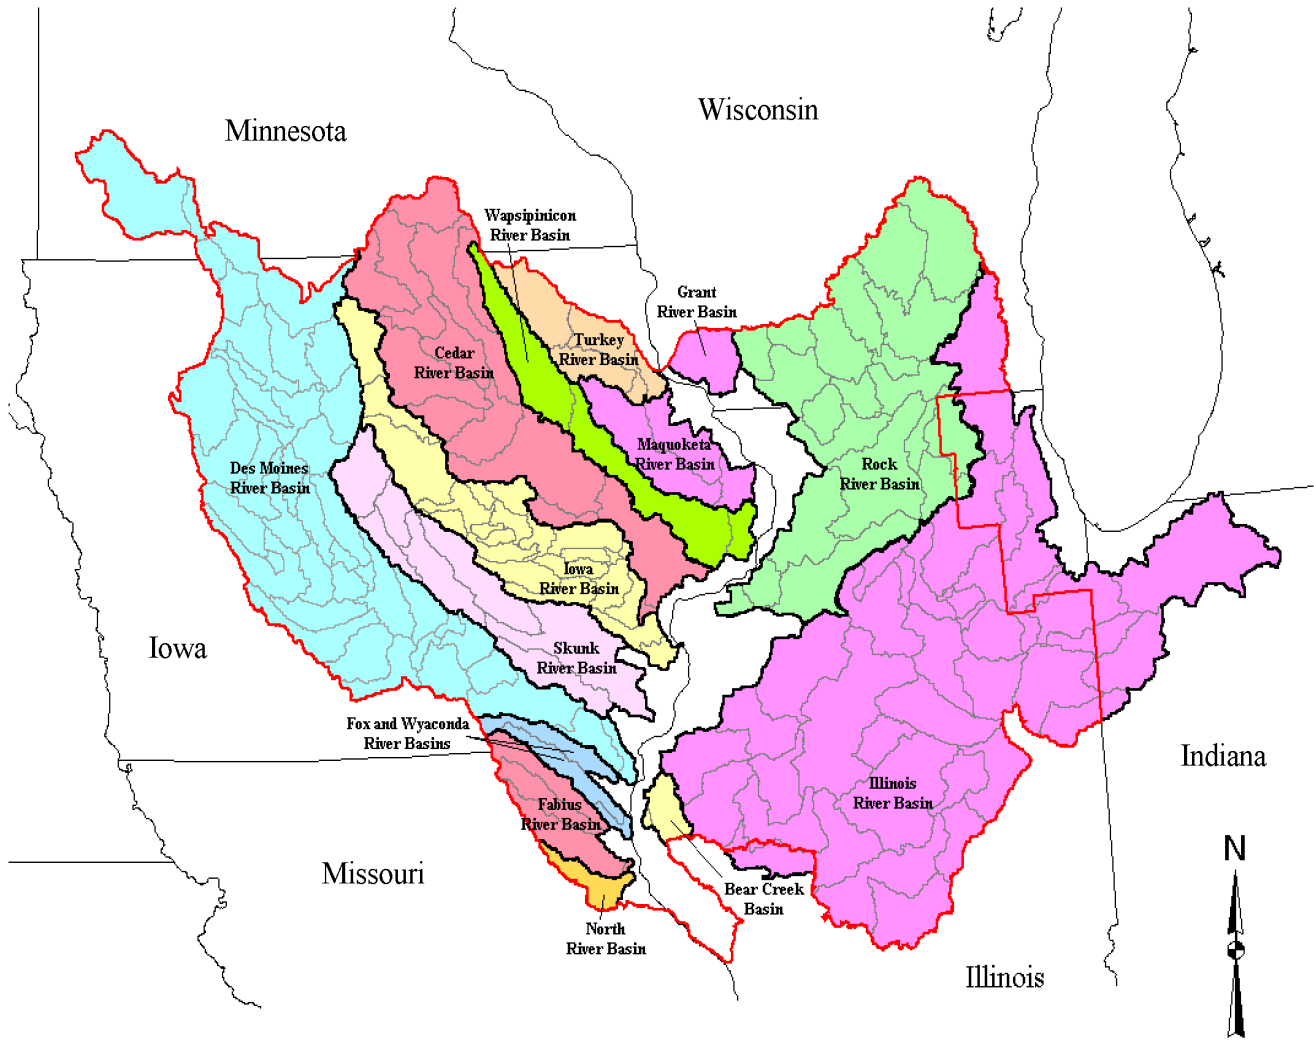 Wisconsin
Minnesota
Wapsipinicon
River Basin
Grant
River Basin
Turkey
River Basin
Cedar
River Basin
Maquoketa
River Basin
Rock
River Basin
Des Moines
River Basin
Iowa
River Basin
Iowa
Skunk
River Basin
Fox and Wyaconda
River Basins
Indiana
Illinois
River Basin
Fabius
River Basin
N
Missouri
Bear Creek
Basin
North
River Basin
Illinois